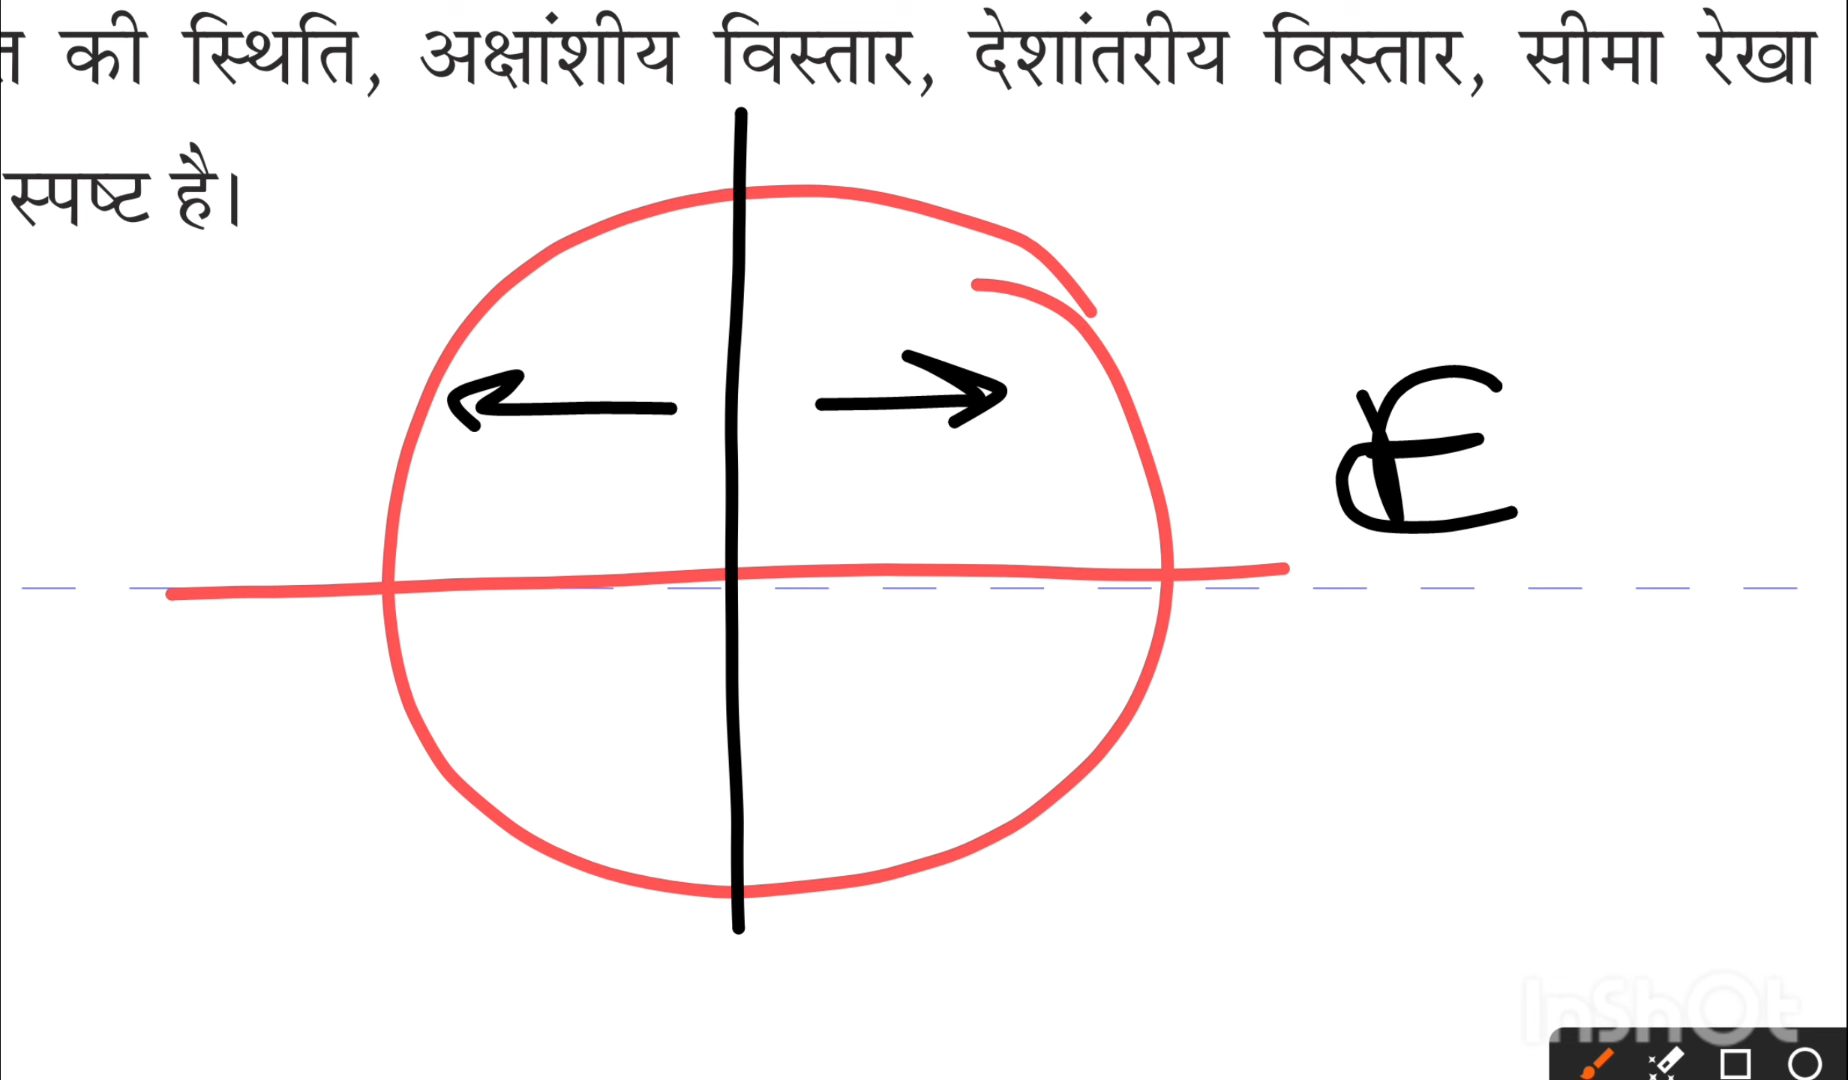 की स्थिति, अक्षांशीय विस्तार, देशांतरीय विस्तार, सीमा रेखा
स्पष्ट है।
E
InShOt